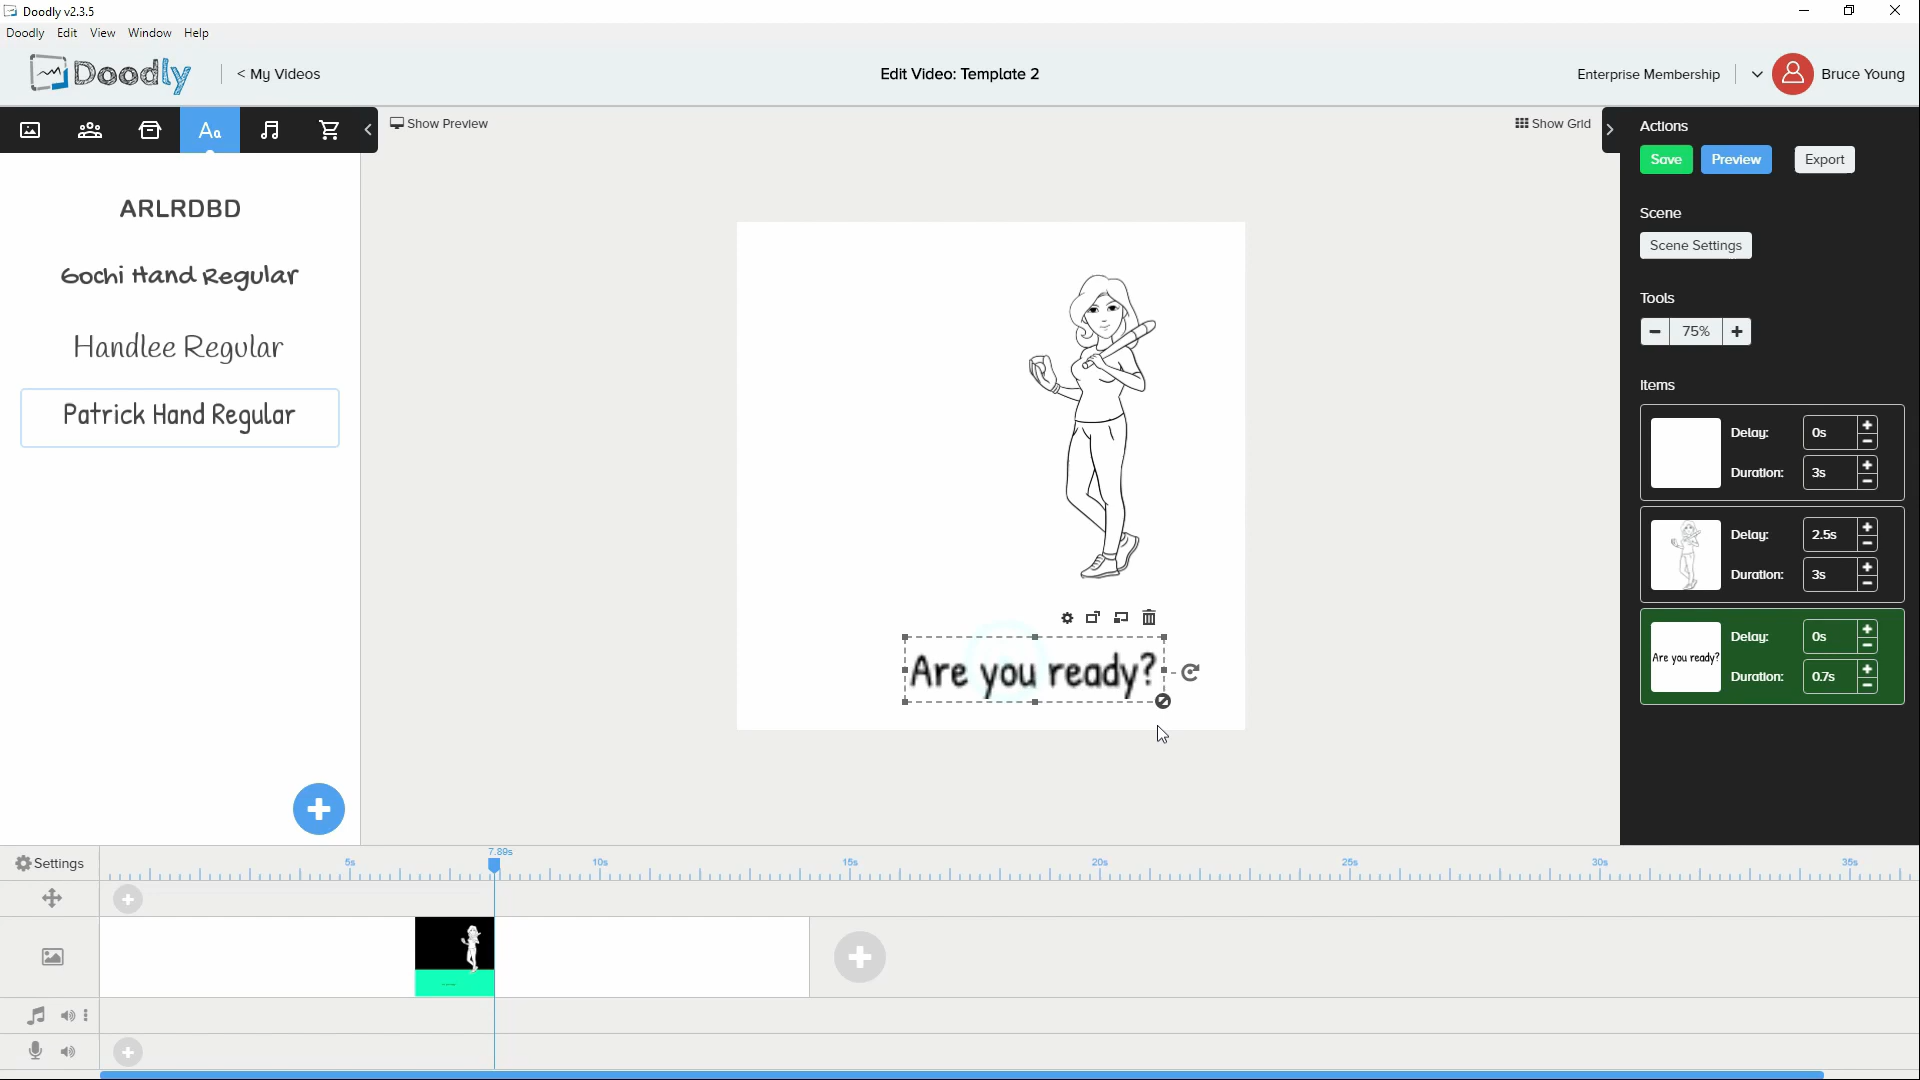 Doodly v2.3.5
Doodly Edit View Window Help
Doodly
< My Videos
Edit Video: Template 2
Enterprise Membership
Bruce Young
Aa
Show Preview
Show Grid
ARLRDBD
Gochi Hand Regular
Handlee Regular
Patrick Hand Regular
Are you ready?
Actions
Save Preview Export
Scene
Scene Settings
Tools
75%
Items
Delay: 0s
Duration: 3s
Delay: 2.5s
Duration: 3s
Are you ready?
Delay: 0s
Duration: 0.7s
Settings
7.89s
5s 10s 15s 20s 25s 30s 35s